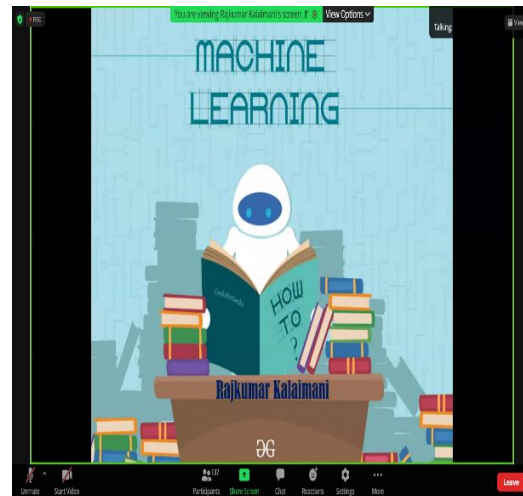 REC
You are viewing Rajkumar Kalaimani's screen
View Options
Talking:
View
MACHINE
LEARNING
GeeksforGeeks
HOW
TO
?
Rajkumar Kalaimani
Unmute
Start Video
137
Participants
Share Screen
Chat
Reactions
Settings
More
Leave